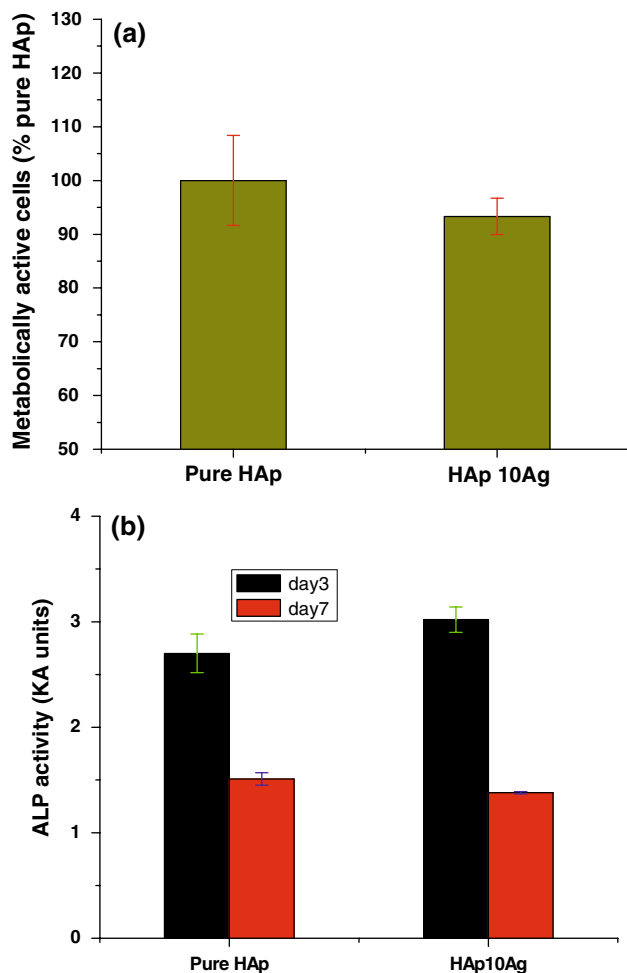 (a)
Metabolically active cells (% pure HAp)
130
120
110
100
90
80
70
60
50
Pure HAp
HAp 10Ag
(b)
ALP activity (KA units)
4
3
2
1
0
day3
day7
Pure HAp
HAp10Ag